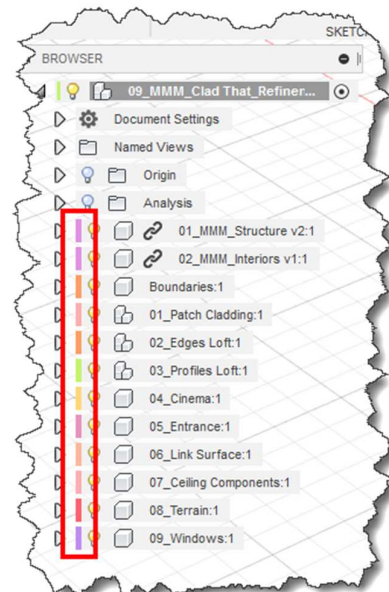 SKETC
BROWSER
09_MMM_Clad That_Refiner...
Document Settings
Named Views
Origin
Analysis
01_MMM_Structure v2:1
02_MMM_Interiors v1:1
Boundaries:1
01_Patch Cladding:1
02_Edges Loft:1
03_Profiles Loft:1
04_Cinema:1
05_Entrance:1
06_Link Surface:1
07_Ceiling Components:1
08_Terrain:1
09_Windows:1